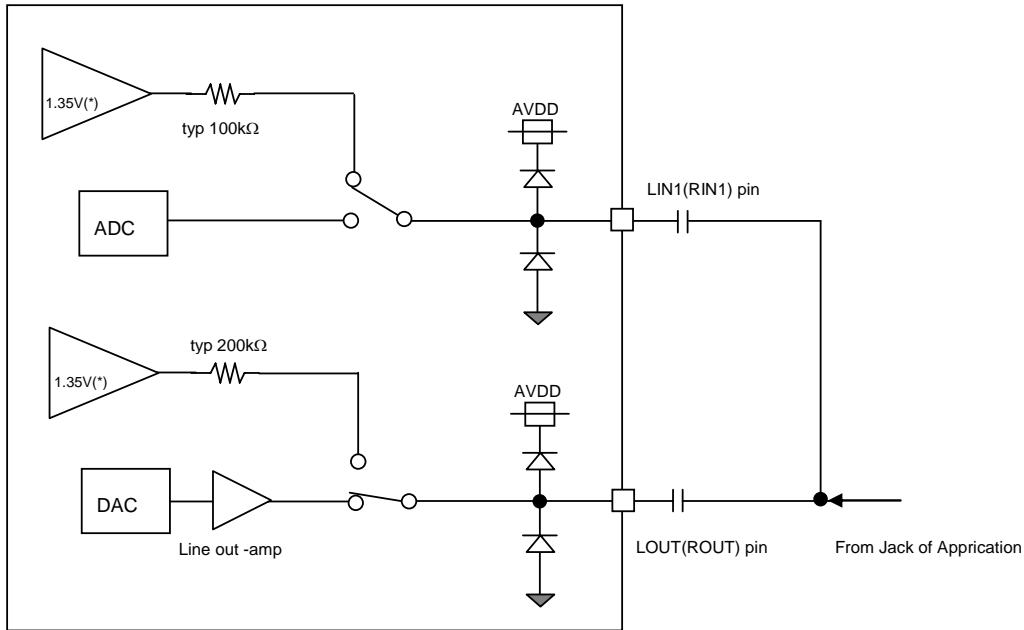 1.35V(*)
typ 100kΩ
AVDD
LIN1(RIN1) pin
ADC
typ 200kΩ
1.35V(*)
AVDD
DAC
Line out -amp
LOUT(ROUT) pin
From Jack of Apprication